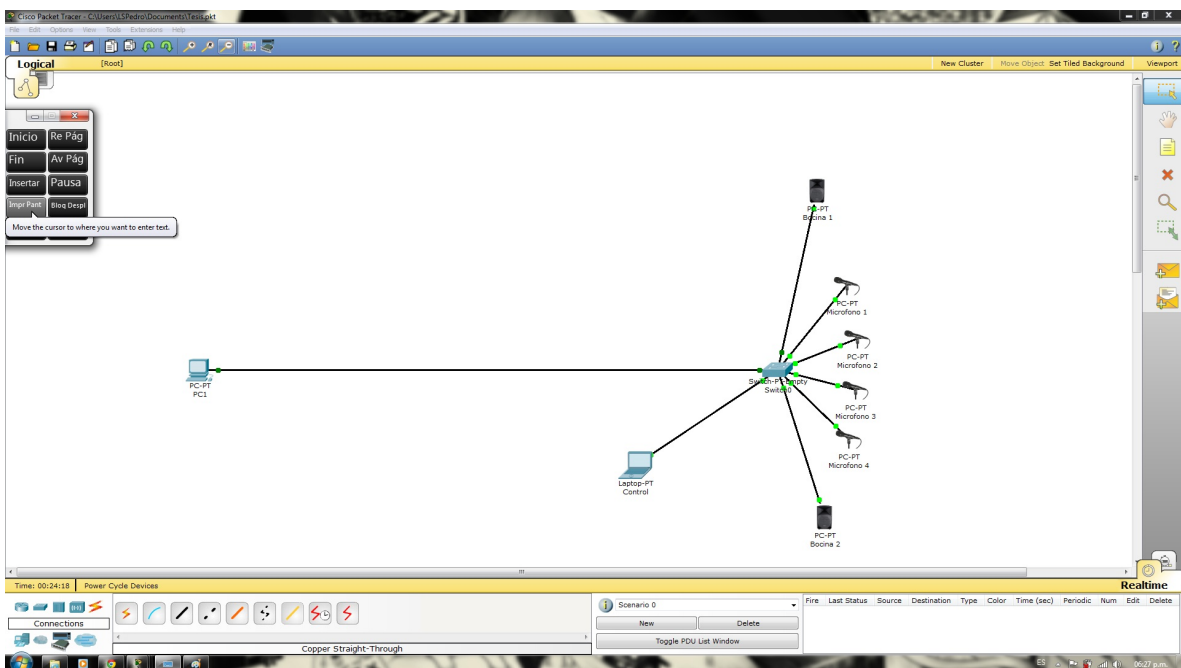 Cisco Packet Tracer - C:\Users\LSPedro\Documents\Tesis.pkt
File Edit Options View Tools Extensions Help
Logical [Root] New Cluster Move Object Set Tiled Background Viewport
Inicio Re Pág
Fin Av Pág
Insertar Pausa
Impr Pant Bloq Despl
Move the cursor to where you want to enter text.
PC-PT
Bocina 1
PC-PT
Microfono 1
PC-PT
Microfono 2
PC-PT
PC1
Switch-PT-Empty
Switch0
PC-PT
Microfono 3
PC-PT
Microfono 4
Laptop-PT
Control
PC-PT
Bocina 2
Time: 00:24:18 Power Cycle Devices Realtime
Connections
Copper Straight-Through
Scenario 0
New Delete
Toggle PDU List Window
Fire Last Status Source Destination Type Color Time (sec) Periodic Num Edit Delete
ES 06:27 p.m.